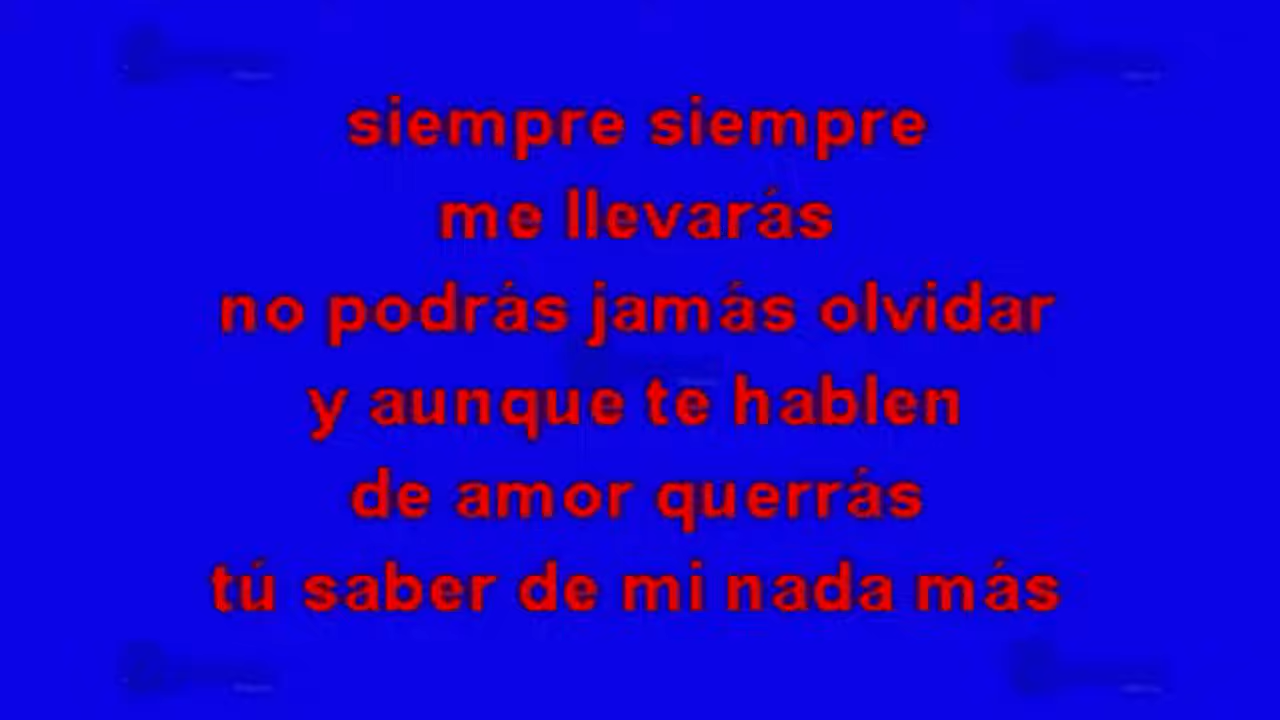 siempre siempre
me llevarás
no podrás jamás olvidar
y aunque te hablen
de amor querrás
tú saber de mi nada más